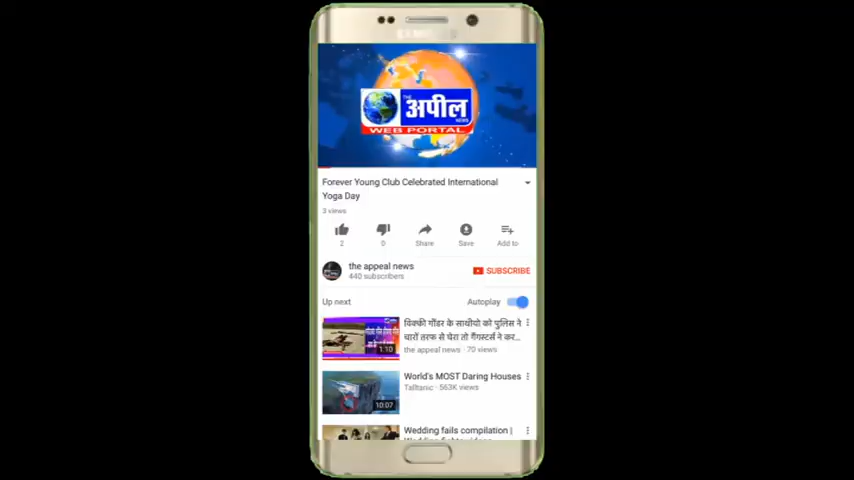 THE
अपील
NEWS
WEB PORTAL
Forever Young Club Celebrated International
Yoga Day
3 views
2
0
Share
Save
Add to
the appeal news
440 subscribers
SUBSCRIBE
Up next
Autoplay
विक्की गौंडर के साथीयो को पुलिस ने
चारों तरफ से घेरा तो गैंगस्टर्स ने कर...
the appeal news · 70 views
1:10
World's MOST Daring Houses
Talltanic · 563K views
10:07
Wedding fails compilation |